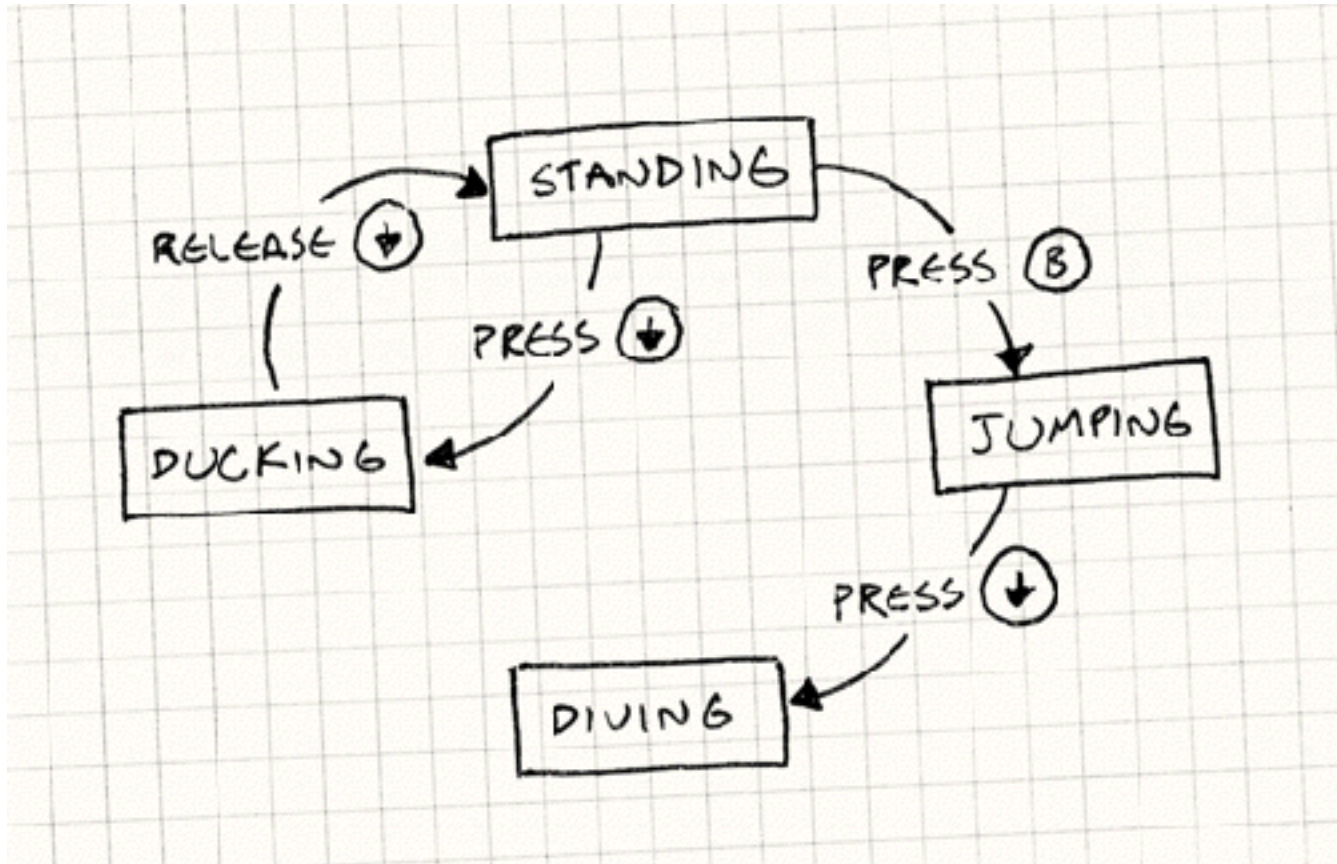 STANDING
RELEASE ↓
PRESS B
PRESS ↓
DUCKING
JUMPING
PRESS ↓
DIVING